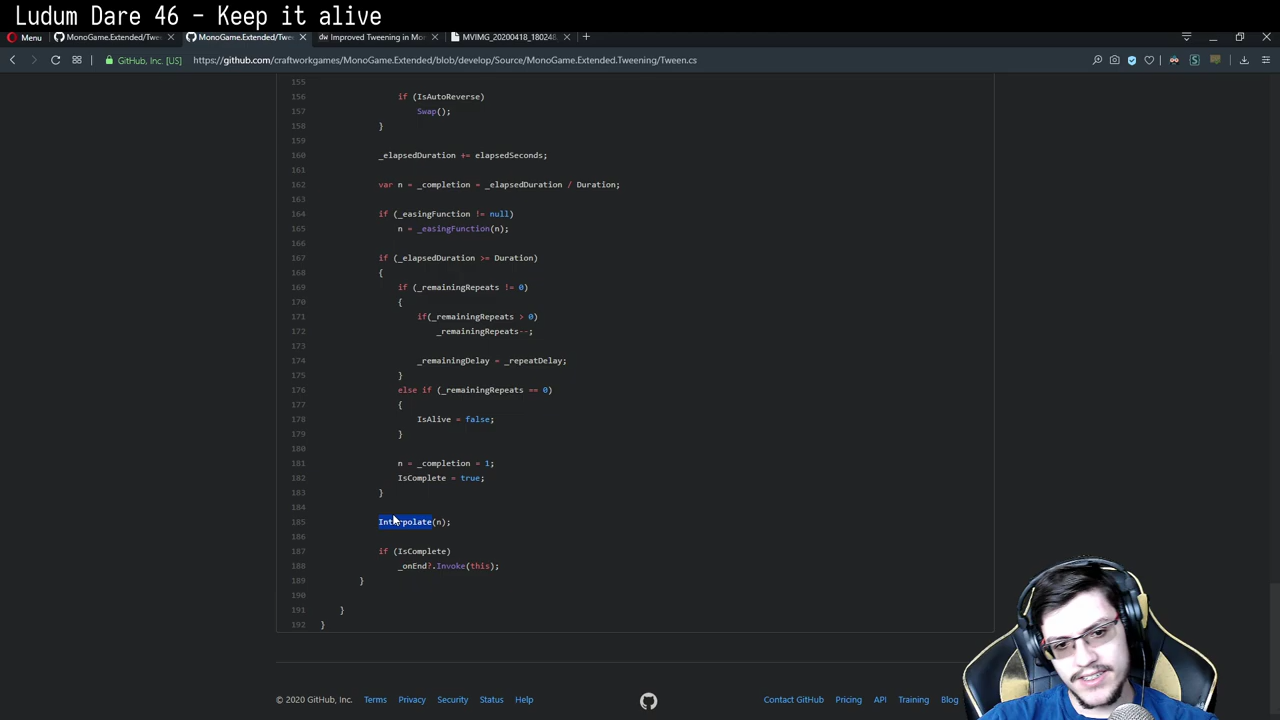 Ludum Dare 46 - Keep it alive
Menu
MonoGame.Extended/Twe
MonoGame.Extended/Twe
dw Improved Tweening in Mo
MVIMG_20200418_180248
GitHub, Inc. [US]
https://github.com/craftworkgames/MonoGame.Extended/blob/develop/Source/MonoGame.Extended.Tweening/Tween.cs
155
156 if (IsAutoReverse)
157 Swap();
158 }
159
160 _elapsedDuration += elapsedSeconds;
161
162 var n = _completion = _elapsedDuration / Duration;
163
164 if (_easingFunction != null)
165 n = _easingFunction(n);
166
167 if (_elapsedDuration >= Duration)
168 {
169 if (_remainingRepeats != 0)
170 {
171 if(_remainingRepeats > 0)
172 _remainingRepeats--;
173
174 _remainingDelay = _repeatDelay;
175 }
176 else if (_remainingRepeats == 0)
177 {
178 IsAlive = false;
179 }
180
181 n = _completion = 1;
182 IsComplete = true;
183 }
184
185 Interpolate(n);
186
187 if (IsComplete)
188 _onEnd?.Invoke(this);
189 }
190
191 }
192 }
© 2020 GitHub, Inc. Terms Privacy Security Status Help Contact GitHub Pricing API Training Blog